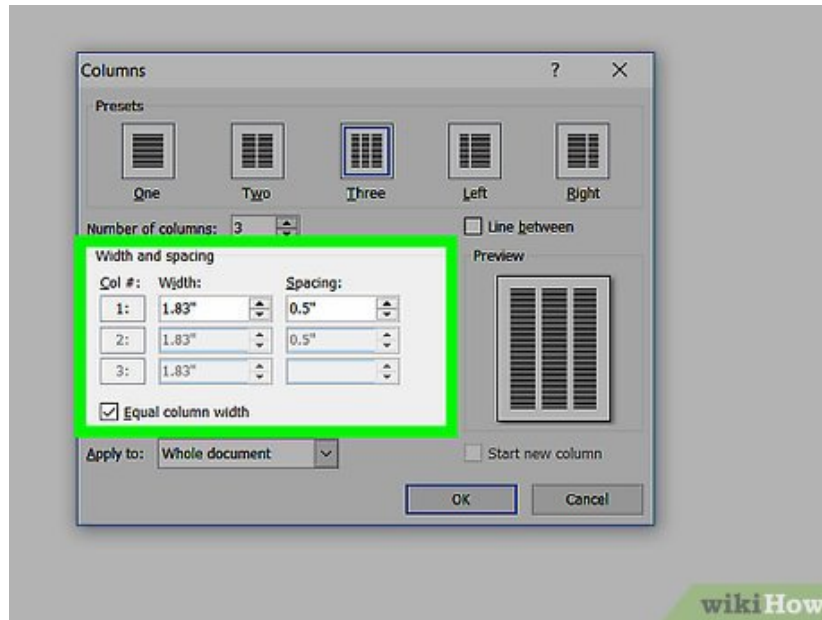 Columns ? X
Presets
One Two Three Left Right
Number of columns: 3 Line between
Width and spacing Preview
Col #: Width: Spacing:
1: 1.83" 0.5"
2: 1.83" 0.5"
3: 1.83"
Equal column width
Apply to: Whole document Start new column
OK Cancel
wikiHow